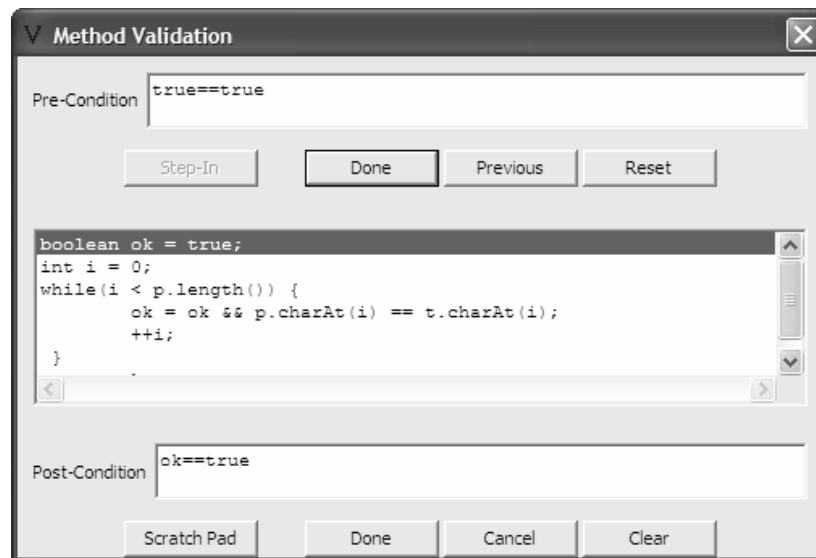 V Method Validation
Pre-Condition true==true
Step-In Done Previous Reset
boolean ok = true;
int i = 0;
while(i < p.length()) {
ok = ok && p.charAt(i) == t.charAt(i);
++i;
}
Post-Condition ok==true
Scratch Pad Done Cancel Clear